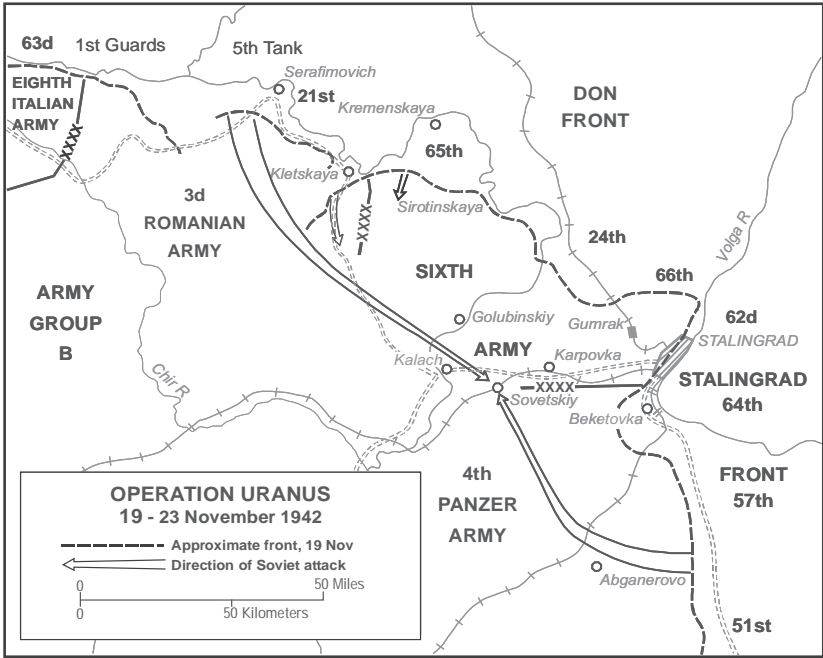 63d
1st Guards
5th Tank
EIGHTH
ITALIAN
ARMY
XXXX
Serafimovich
21st
Kremenskaya
DON
FRONT
65th
Kletskaya
XXXX
Sirotinskaya
3d
ROMANIAN
ARMY
24th
Volga R
SIXTH
66th
ARMY
GROUP
B
Golubinskiy
Gumrak
62d
STALINGRAD
Chir R
Kalach
ARMY
Karpovka
XXXX
Sovetskiy
STALINGRAD
64th
Beketovka
4th
PANZER
ARMY
FRONT
57th
Abganerovo
51st
OPERATION URANUS
19 - 23 November 1942
Approximate front, 19 Nov
Direction of Soviet attack
0 50 Miles
0 50 Kilometers